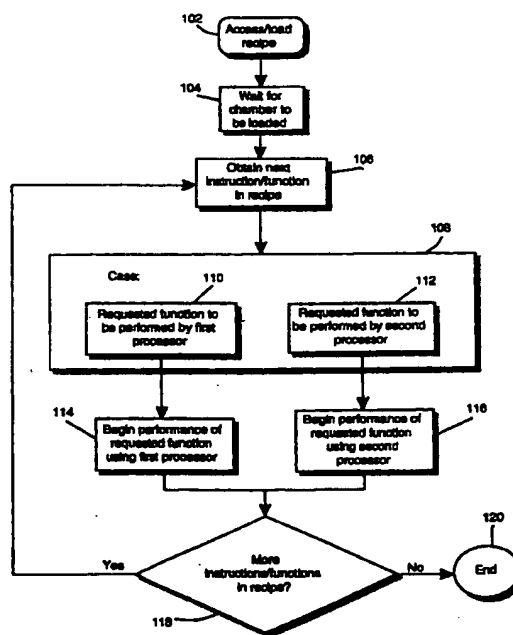 102
Access/load
recipe
104
Wait for
chamber to
be loaded
106
Obtain next
instruction/function
in recipe
108
Case:
110
112
Requested function to
be performed by first
processor
Requested function to
be performed by second
processor
114
Begin performance of
requested function
using first processor
116
Begin performance of
requested function
using second
processor
Yes
More
instructions/functions
in recipe?
No
120
End
118